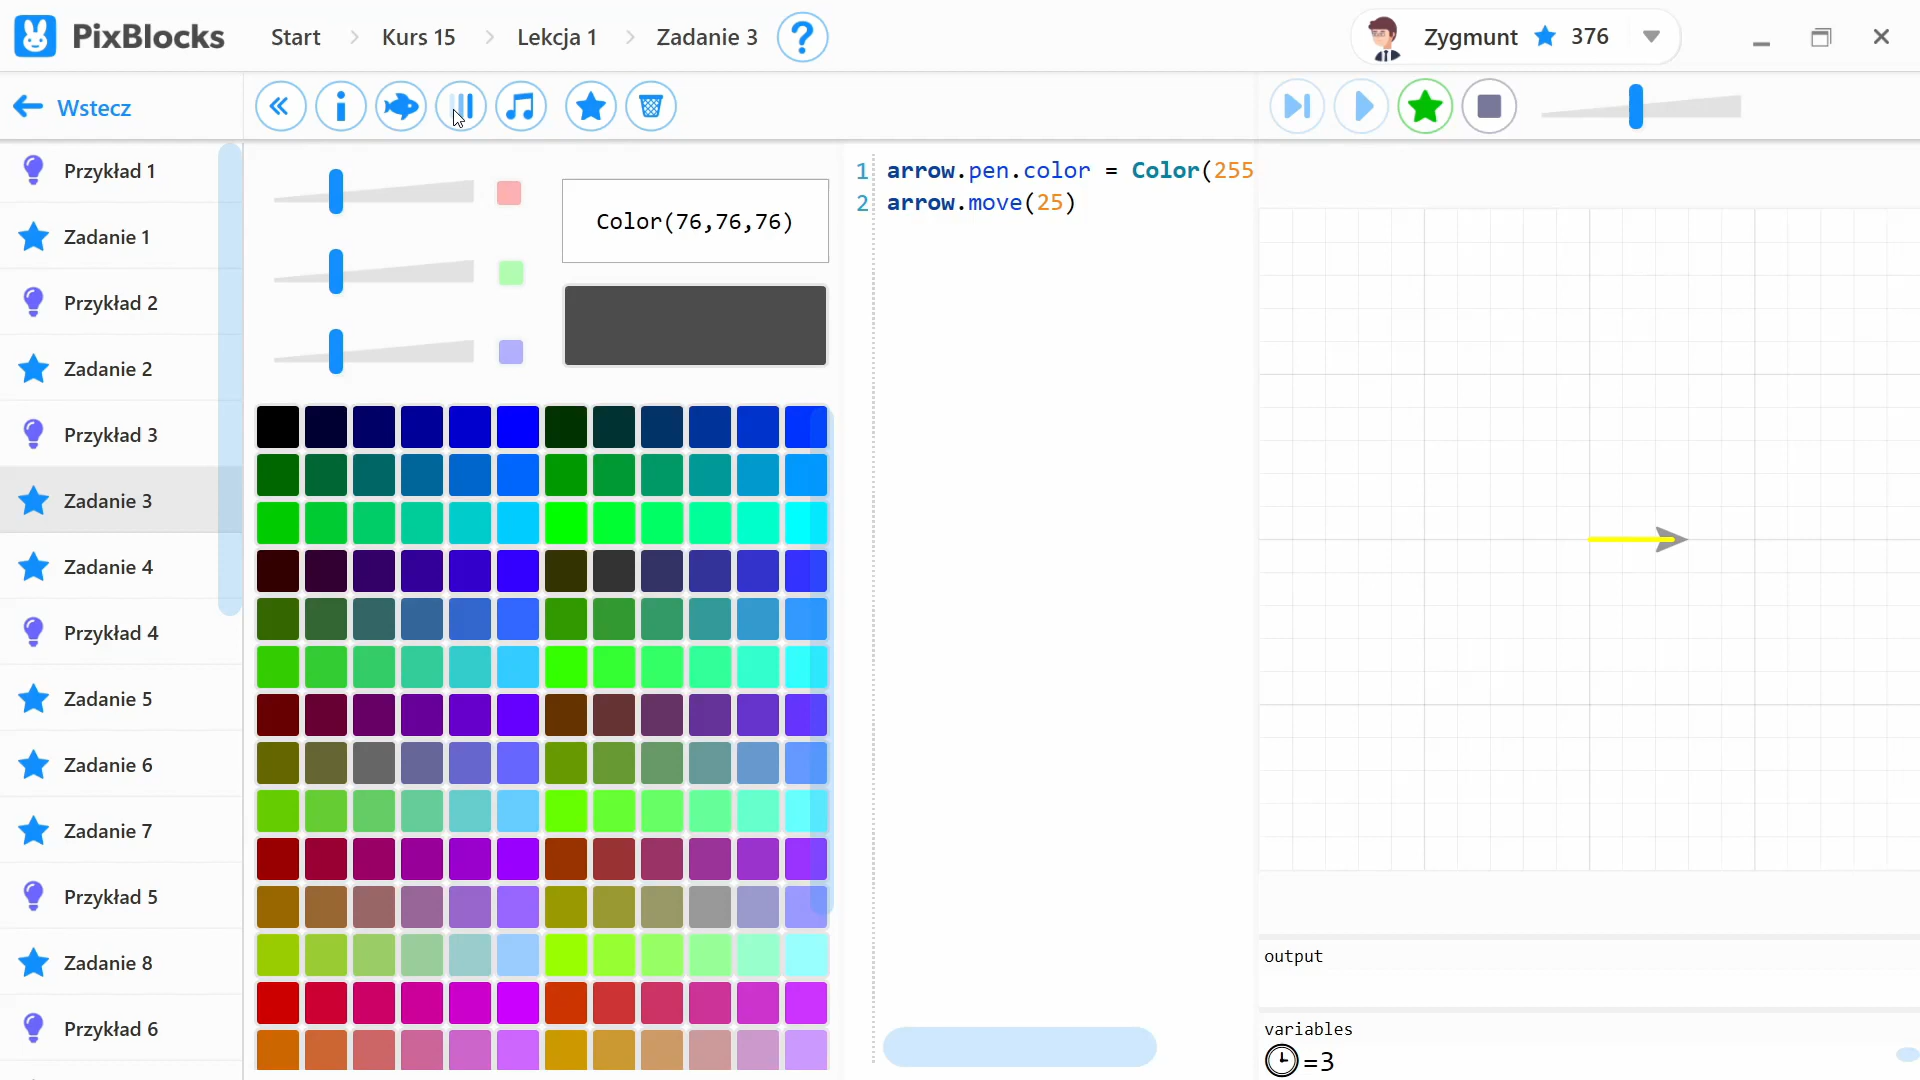 PixBlocks
Start > Kurs 15 > Lekcja 1 > Zadanie 3 ?
Zygmunt 376
Wstecz
Przykład 1
Zadanie 1
Przykład 2
Zadanie 2
Przykład 3
Zadanie 3
Zadanie 4
Przykład 4
Zadanie 5
Zadanie 6
Zadanie 7
Przykład 5
Zadanie 8
Przykład 6
Color(76,76,76)
1 arrow.pen.color = Color(255
2 arrow.move(25)
output
variables
=3